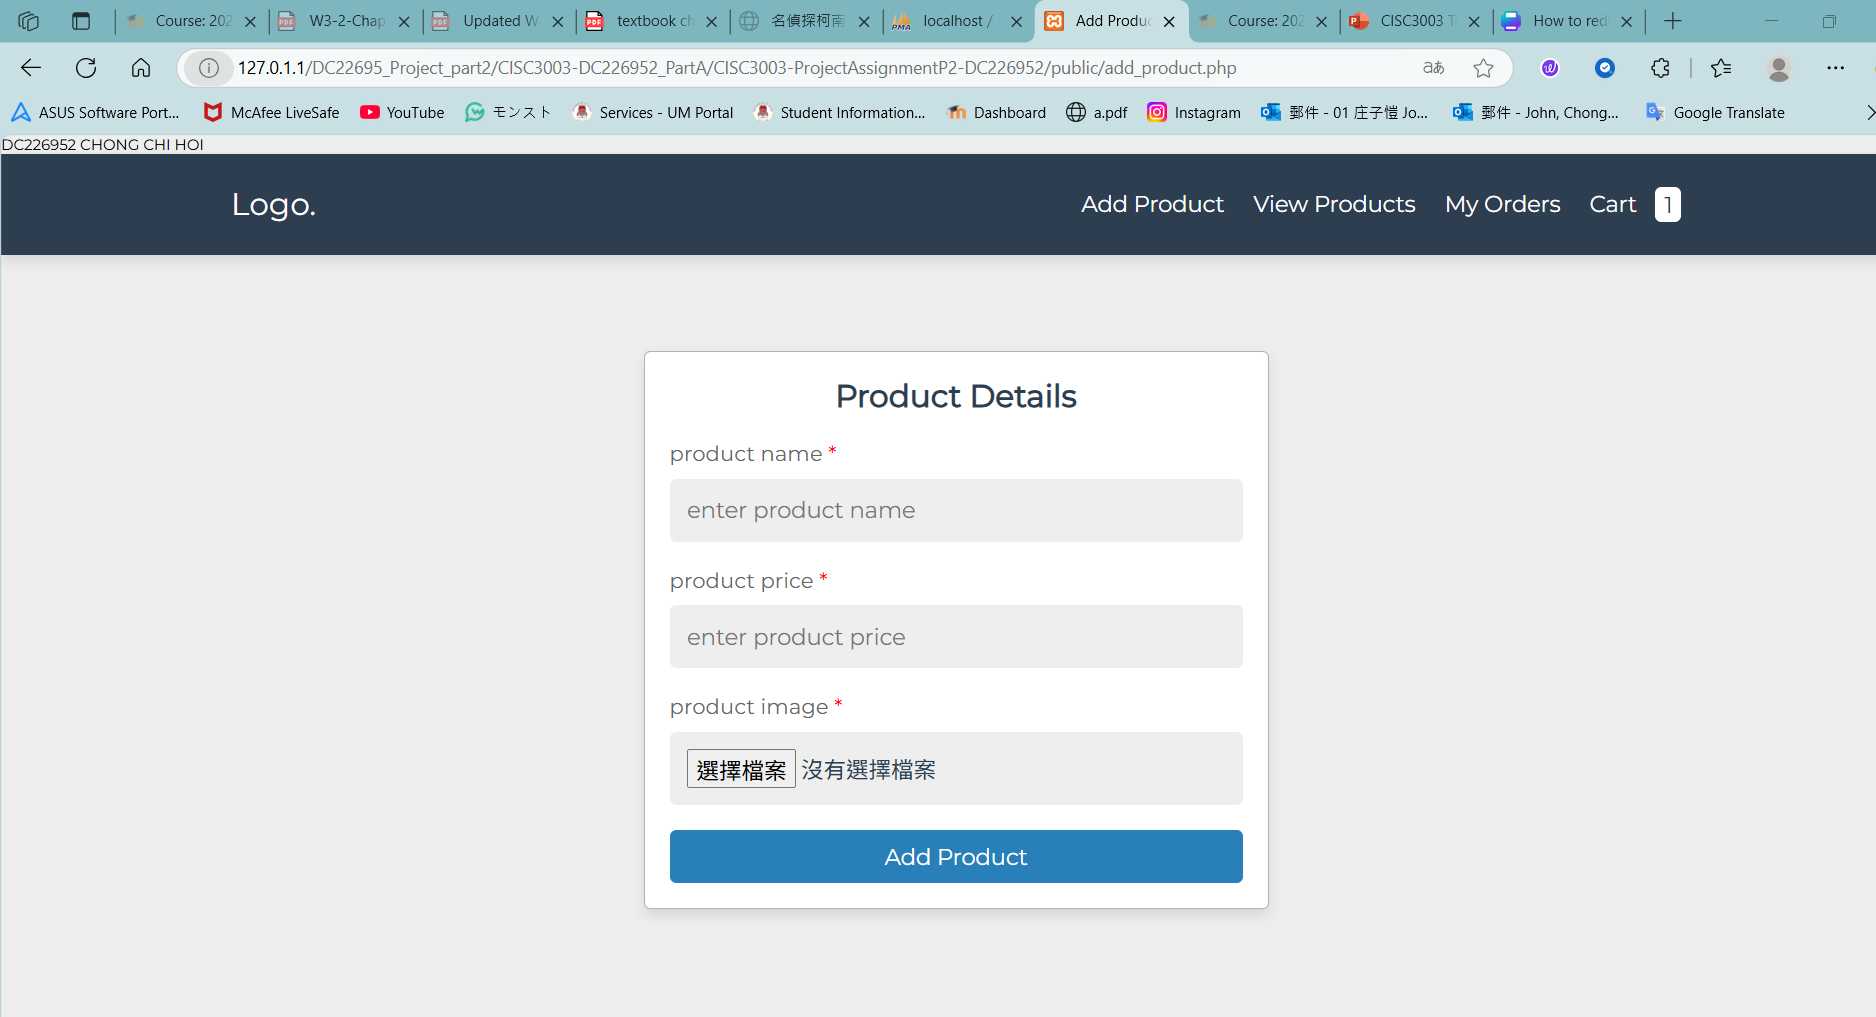 Course: 202
W3-2-Chap
Updated W
textbook ch
名偵探柯南
localhost /
Add Produc
Course: 202
CISC3003 Te
How to red
127.0.1.1/DC22695_Project_part2/CISC3003-DC226952_PartA/CISC3003-ProjectAssignmentP2-DC226952/public/add_product.php
aあ
ASUS Software Port...
McAfee LiveSafe
YouTube
モンスト
Services - UM Portal
Student Information...
Dashboard
a.pdf
Instagram
郵件 - 01 庄子愷 Jo...
郵件 - John, Chong...
Google Translate
DC226952 CHONG CHI HOI
Logo.
Add Product
View Products
My Orders
Cart 1
Product Details
product name *
enter product name
product price *
enter product price
product image *
選擇檔案 沒有選擇檔案
Add Product